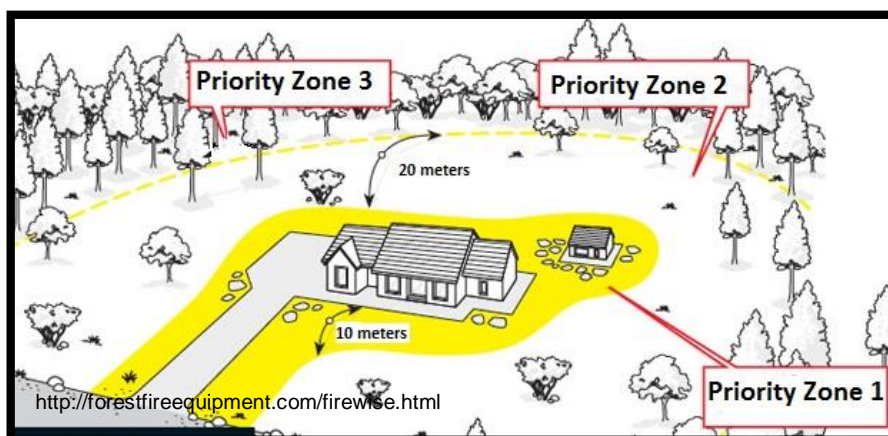 Priority Zone 3
Priority Zone 2
20 meters
10 meters
Priority Zone 1
http://forestfireequipment.com/firewise.html